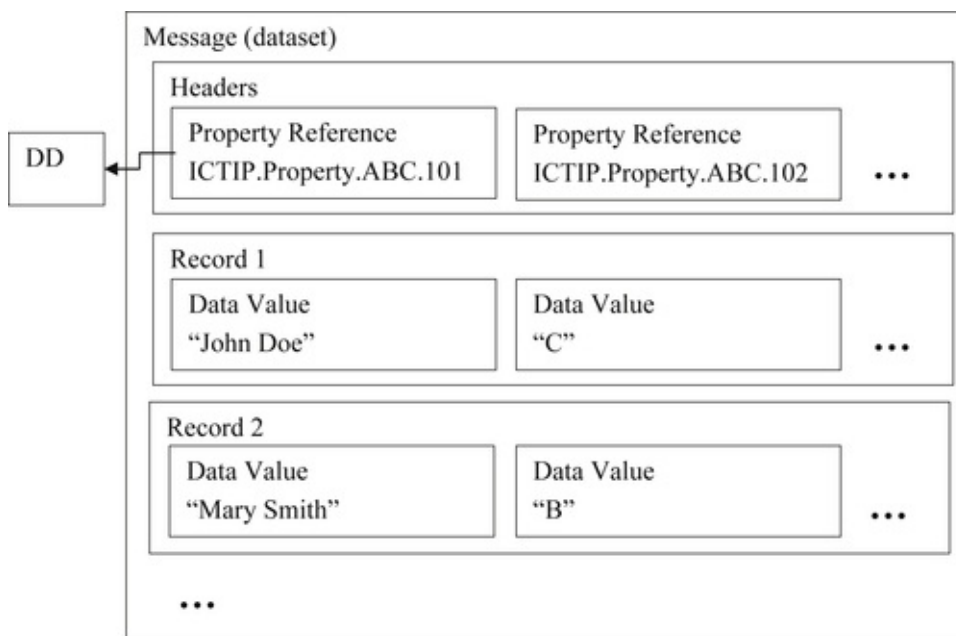 Message (dataset)
Headers
Property Reference
ICTIP.Property.ABC.101
Property Reference
ICTIP.Property.ABC.102
...
DD
Record 1
Data Value
“John Doe”
Data Value
“C”
...
Record 2
Data Value
“Mary Smith”
Data Value
“B”
...
...